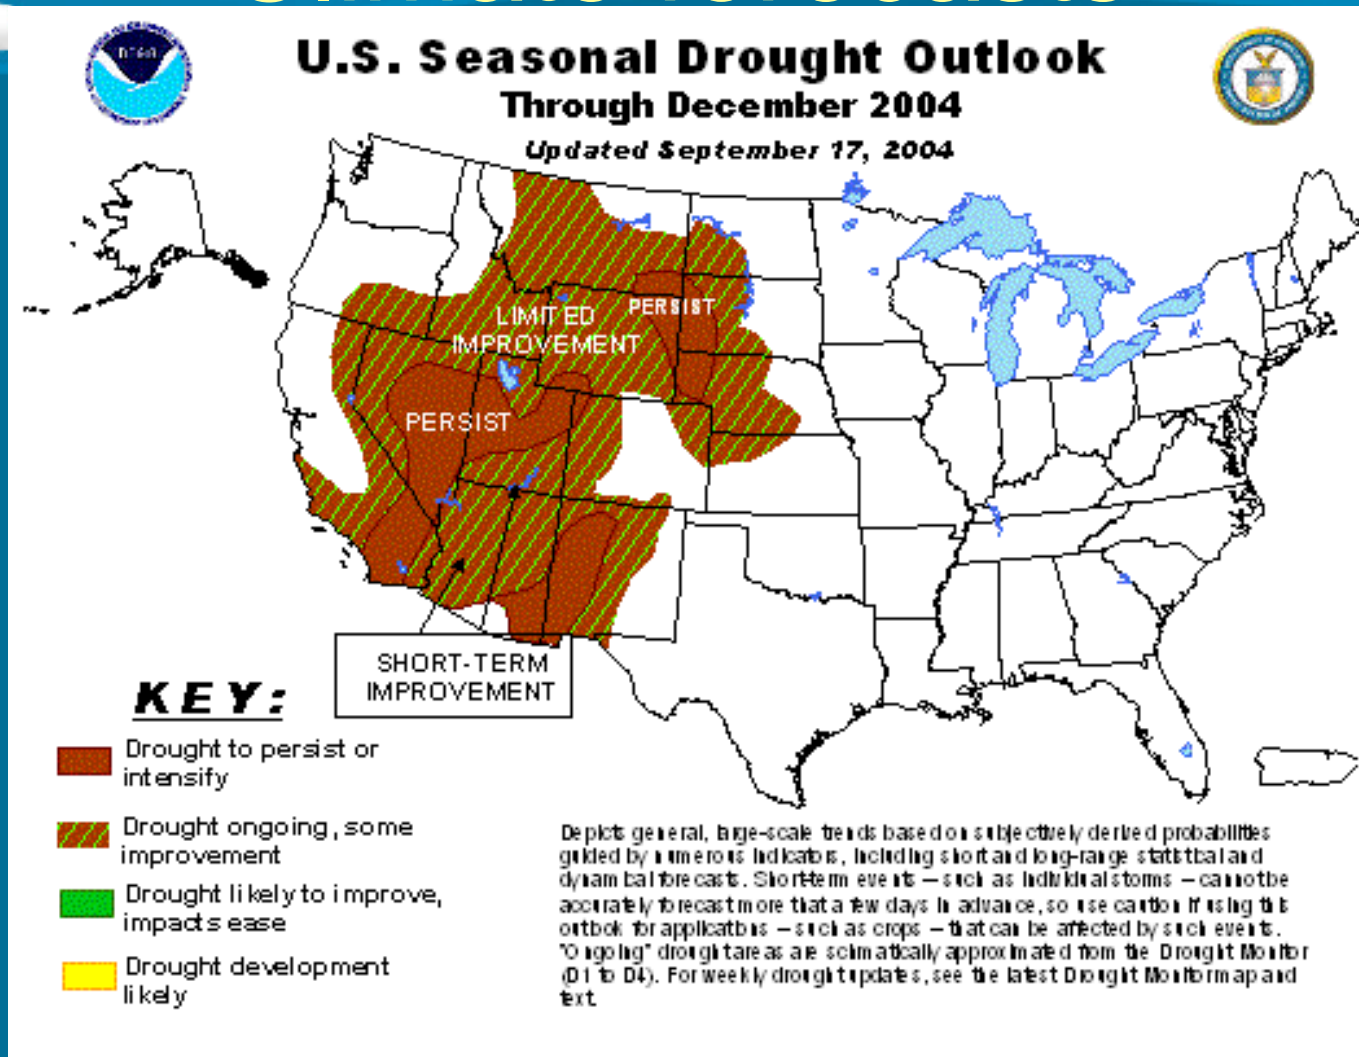 Climate forecasts
NOAA
U.S. Seasonal Drought Outlook
Through December 2004
Updated September 17, 2004
PERSIST
LIMITED
IMPROVEMENT
PERSIST
SHORT-TERM
IMPROVEMENT
KEY:
Drought to persist or
intensify
Drought ongoing, some
improvement
Drought likely to improve,
impacts ease
Drought development
likely
Depicts general, large-scale trends based on subjectively derived probabilities
guided by numerous indicators, including short and long-range statistical and
dynamical forecasts. Short-term events -- such as individual storms -- cannot be
accurately forecast more that a few days in advance, so use caution if using this
outlook for applications -- such as crops -- that can be affected by such events.
"Ongoing" drought areas are schematically approximated from the Drought Monitor
(D1 to D4). For weekly drought updates, see the latest Drought Monitor map and
text.